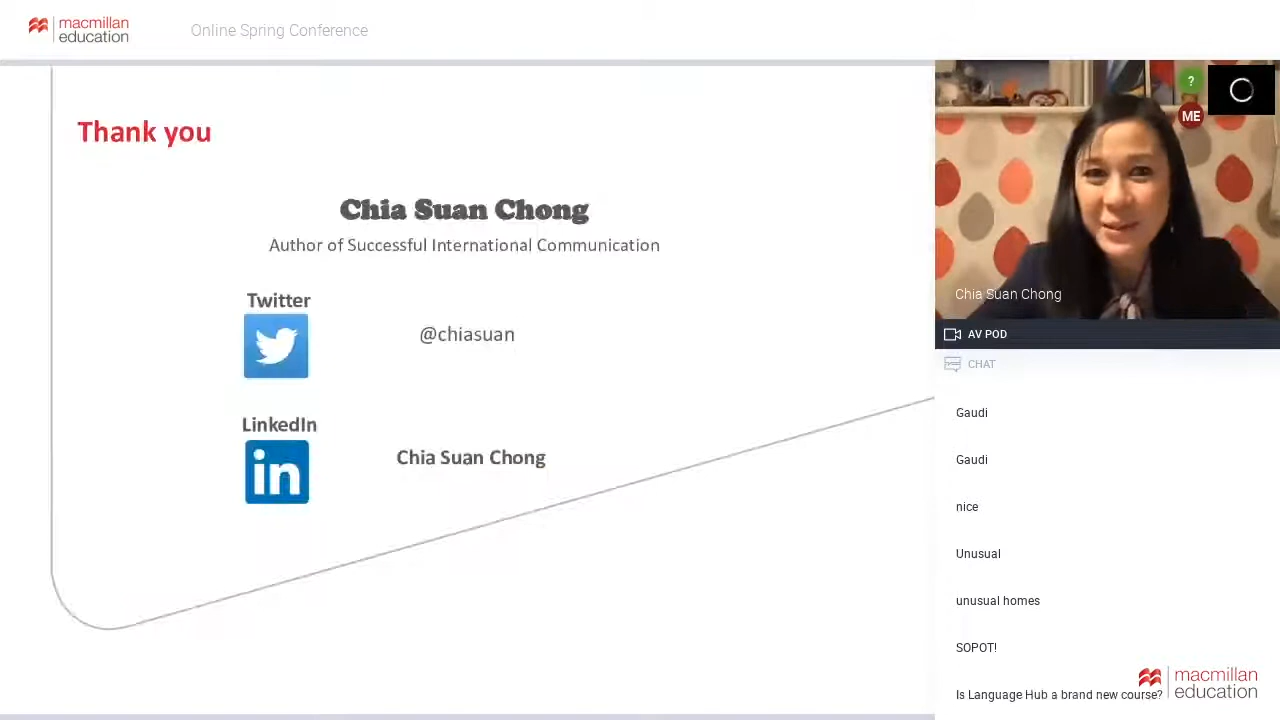 macmillan
education
Online Spring Conference
Thank you
Chia Suan Chong
Author of Successful International Communication
Twitter
@chiasuan
LinkedIn
in
Chia Suan Chong
?
ME
Chia Suan Chong
AV POD
CHAT
Gaudi
Gaudi
nice
Unusual
unusual homes
SOPOT!
Is Language Hub a brand new course?
macmillan
education